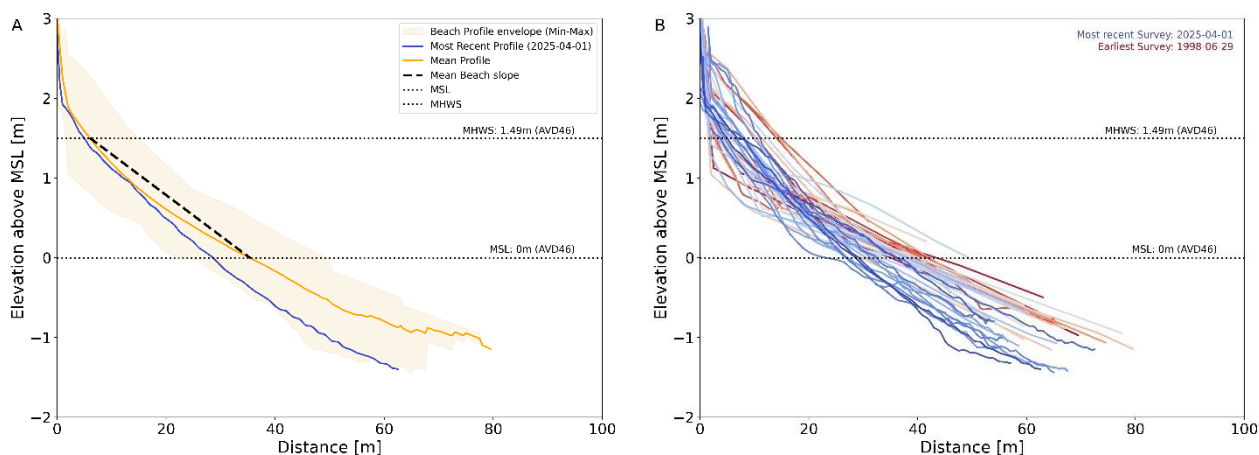 A
Elevation above MSL [m]
3
2
1
0
−1
−2
Beach Profile envelope (Min-Max)
Most Recent Profile (2025-04-01)
Mean Profile
Mean Beach slope
MSL
MHWS
MHWS: 1.49m (AVD46)
MSL: 0m (AVD46)
0
20
40
60
80
100
Distance [m]
B
Elevation above MSL [m]
3
2
1
0
−1
−2
Most recent Survey: 2025-04-01
Earliest Survey: 1998-06-29
MHWS: 1.49m (AVD46)
MSL: 0m (AVD46)
0
20
40
60
80
100
Distance [m]